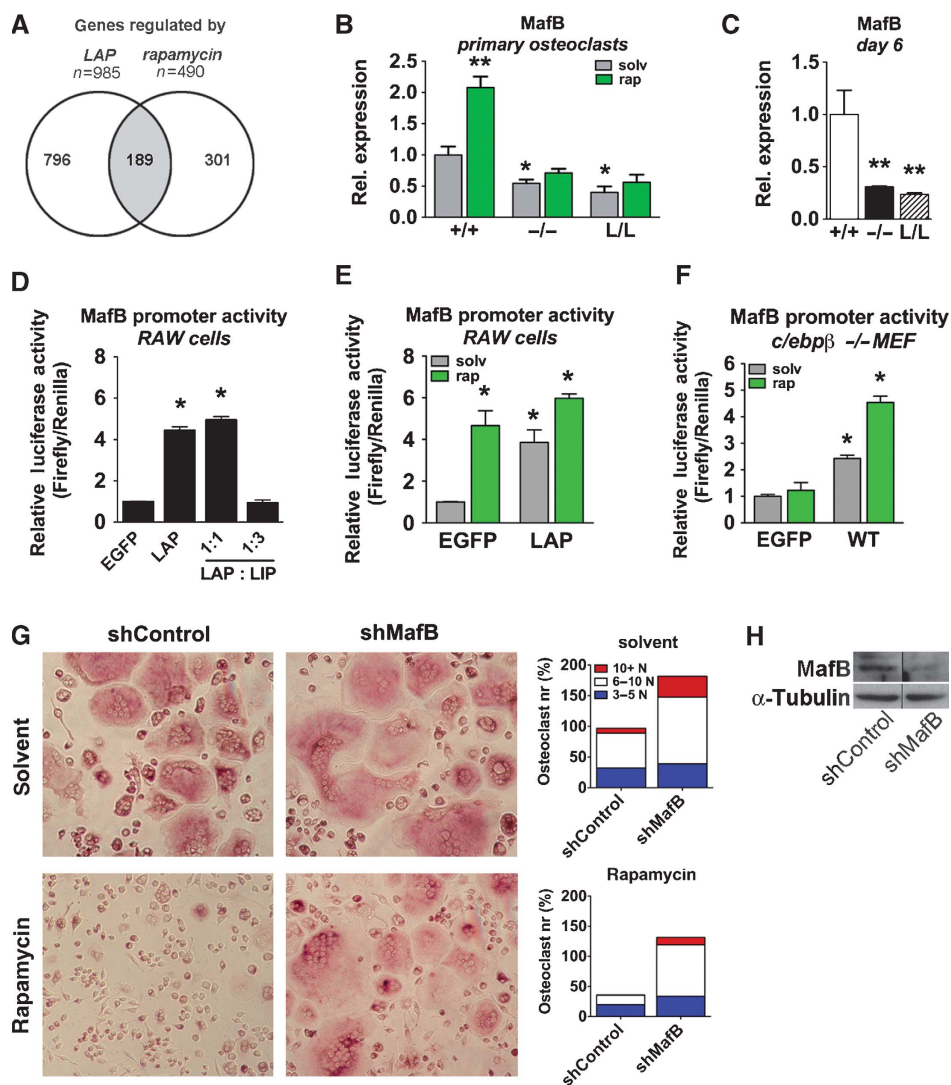 A
Genes regulated by
LAP rapamycin
n=985 n=490
796 189 301
B
MafB
primary osteoclasts
solv
rap
Rel. expression
2.5
2.0
1.5
1.0
0.5
0.0
**
*
*
+/+ –/– L/L
C
MafB
day 6
Rel. expression
1.5
1.0
0.5
0.0
**
**
+/+ –/– L/L
D
MafB promoter activity
RAW cells
Relative luciferase activity
(Firefly/Renilla)
8
6
4
2
0
*
*
EGFP LAP 1:1 1:3
LAP : LIP
E
MafB promoter activity
RAW cells
solv
rap
Relative luciferase activity
(Firefly/Renilla)
8
6
4
2
0
*
*
*
EGFP LAP
F
MafB promoter activity
c/ebpβ –/– MEF
solv
rap
Relative luciferase activity
(Firefly/Renilla)
6
5
4
3
2
1
0
*
*
EGFP WT
G
shControl shMafB
Solvent
Rapamycin
solvent
10+ N
6–10 N
3–5 N
Osteoclast nr (%)
200
150
100
50
0
shControl shMafB
Rapamycin
Osteoclast nr (%)
200
150
100
50
0
shControl shMafB
H
MafB
α-Tubulin
shControl shMafB